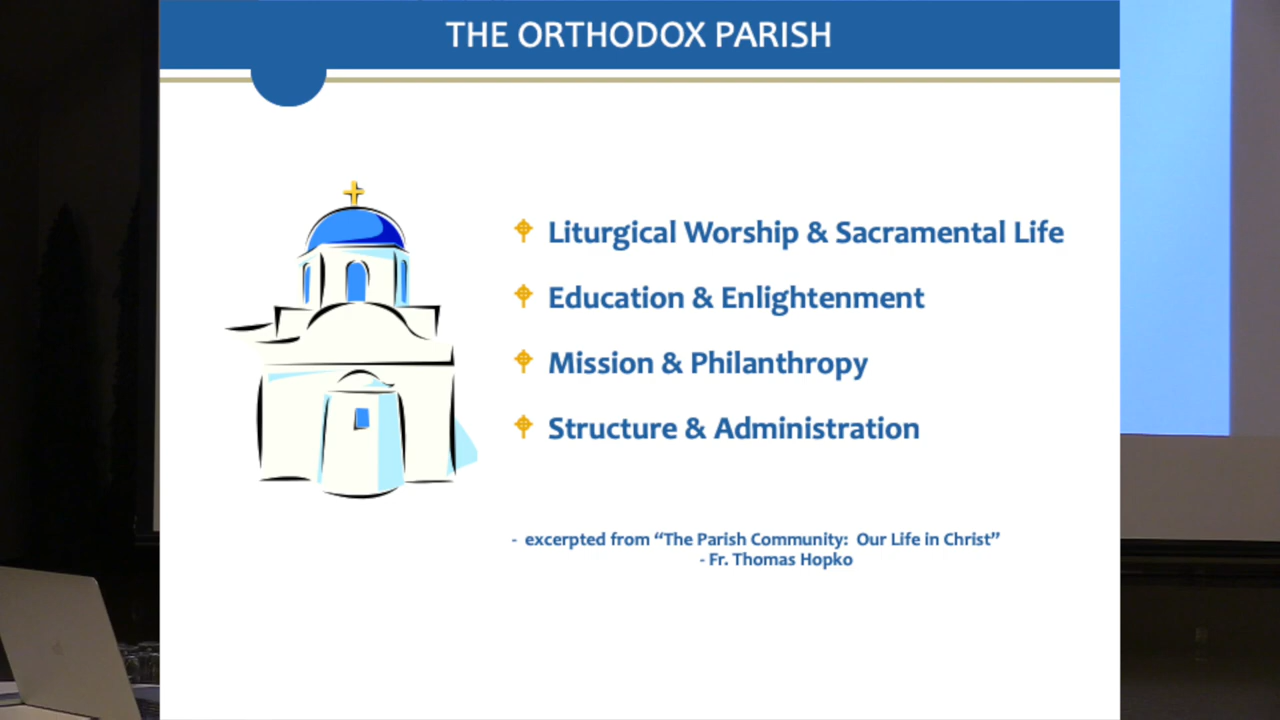 THE ORTHODOX PARISH
Liturgical Worship & Sacramental Life
Education & Enlightenment
Mission & Philanthropy
Structure & Administration
- excerpted from “The Parish Community: Our Life in Christ”
- Fr. Thomas Hopko